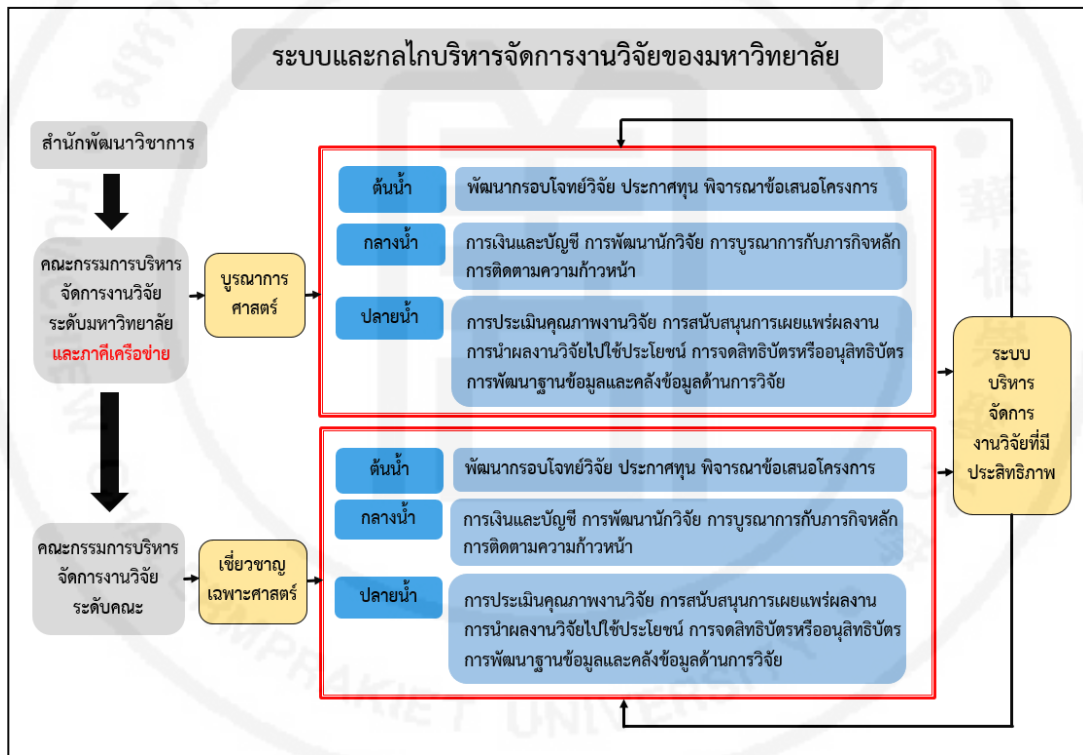 ระบบและกลไกบริหารจัดการงานวิจัยของมหาวิทยาลัย
สำนักพัฒนาวิชาการ
คณะกรรมการบริหาร
จัดการงานวิจัย
ระดับมหาวิทยาลัย
และภาคีเครือข่าย
บูรณาการ
ศาสตร์
ต้นน้ำ
พัฒนากรอบโจทย์วิจัย ประกาศทุน พิจารณาข้อเสนอโครงการ
กลางน้ำ
การเงินและบัญชี การพัฒนานักวิจัย การบูรณาการกับภารกิจหลัก
การติดตามความก้าวหน้า
ปลายน้ำ
การประเมินคุณภาพงานวิจัย การสนับสนุนการเผยแพร่ผลงาน
การนำผลงานวิจัยไปใช้ประโยชน์ การจดสิทธิบัตรหรืออนุสิทธิบัตร
การพัฒนาฐานข้อมูลและคลังข้อมูลด้านการวิจัย
คณะกรรมการบริหาร
จัดการงานวิจัย
ระดับคณะ
เชี่ยวชาญ
เฉพาะศาสตร์
ต้นน้ำ
พัฒนากรอบโจทย์วิจัย ประกาศทุน พิจารณาข้อเสนอโครงการ
กลางน้ำ
การเงินและบัญชี การพัฒนานักวิจัย การบูรณาการกับภารกิจหลัก
การติดตามความก้าวหน้า
ปลายน้ำ
การประเมินคุณภาพงานวิจัย การสนับสนุนการเผยแพร่ผลงาน
การนำผลงานวิจัยไปใช้ประโยชน์ การจดสิทธิบัตรหรืออนุสิทธิบัตร
การพัฒนาฐานข้อมูลและคลังข้อมูลด้านการวิจัย
ระบบ
บริหาร
จัดการ
งานวิจัยที่มี
ประสิทธิภาพ
UNIVERSITY